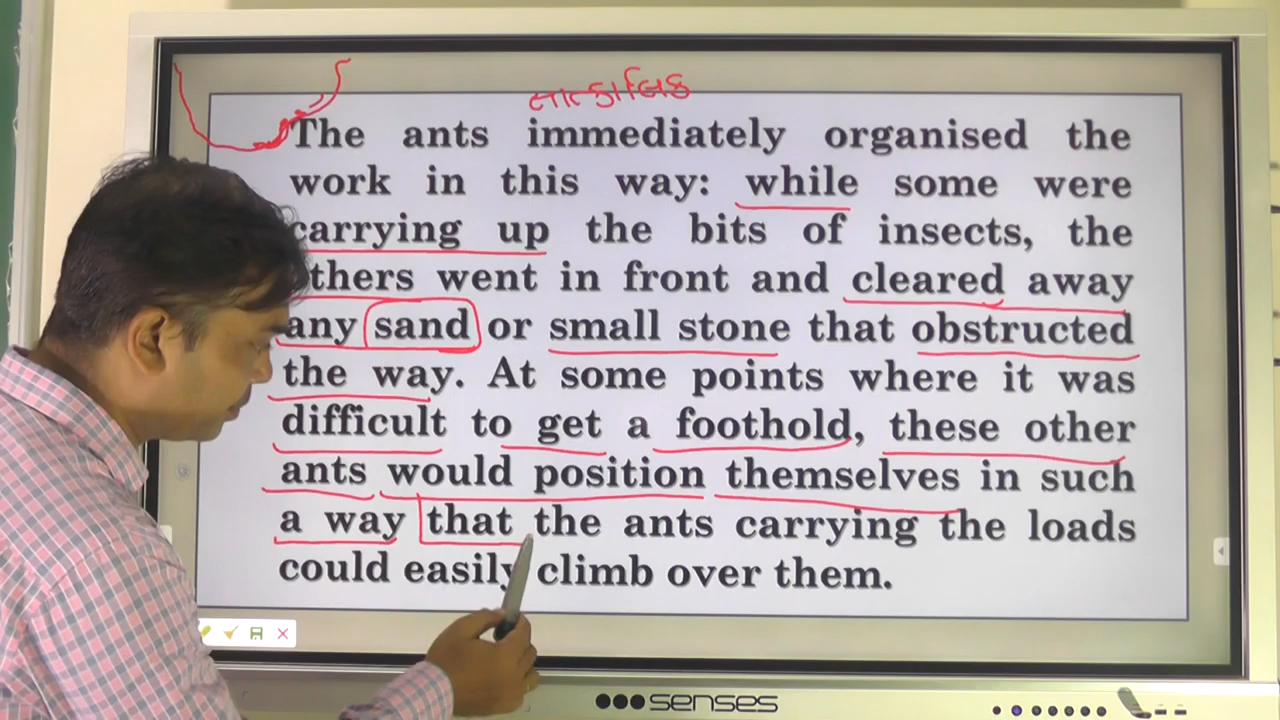 તાત્કાલિક
The ants immediately organised the
work in this way: while some were
carrying up the bits of insects, the
thers went in front and cleared away
any sand or small stone that obstructed
the way. At some points where it was
difficult to get a foothold, these other
ants would position themselves in such
a way that the ants carrying the loads
could easily climb over them.
senses